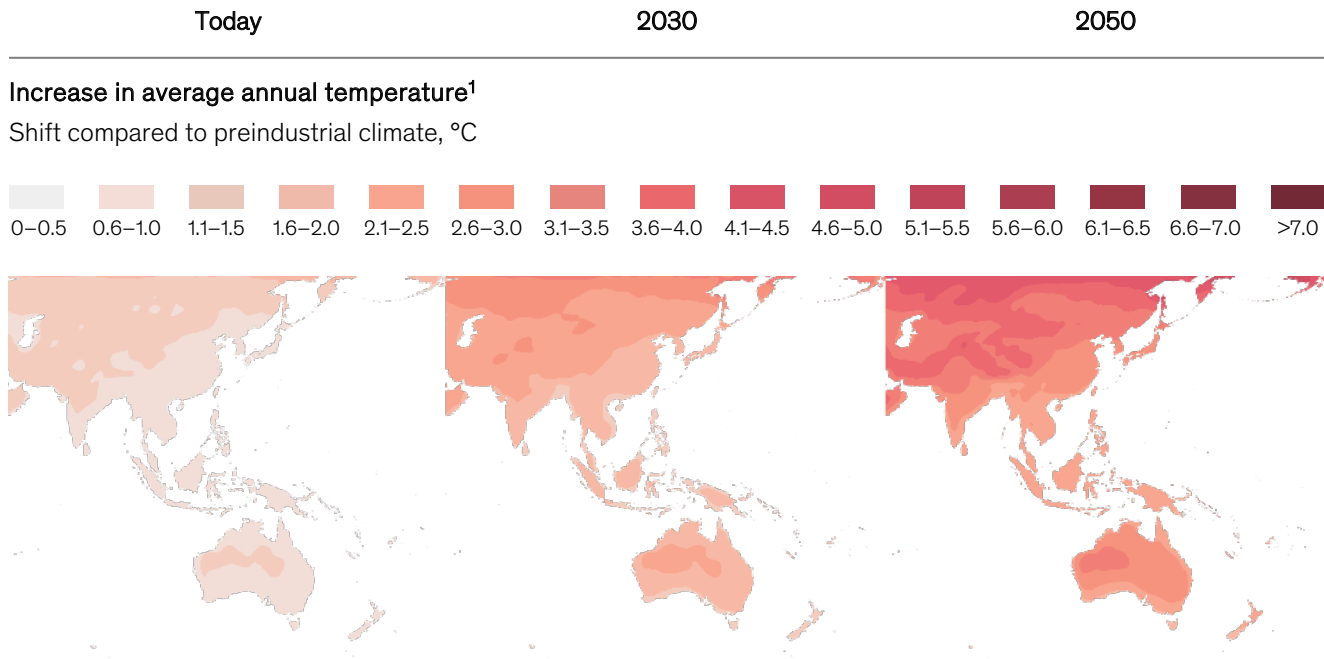 Today 2030 2050
Increase in average annual temperature¹
Shift compared to preindustrial climate, °C
0–0.5 0.6–1.0 1.1–1.5 1.6–2.0 2.1–2.5 2.6–3.0 3.1–3.5 3.6–4.0 4.1–4.5 4.6–5.0 5.1–5.5 5.6–6.0 6.1–6.5 6.6–7.0 >7.0